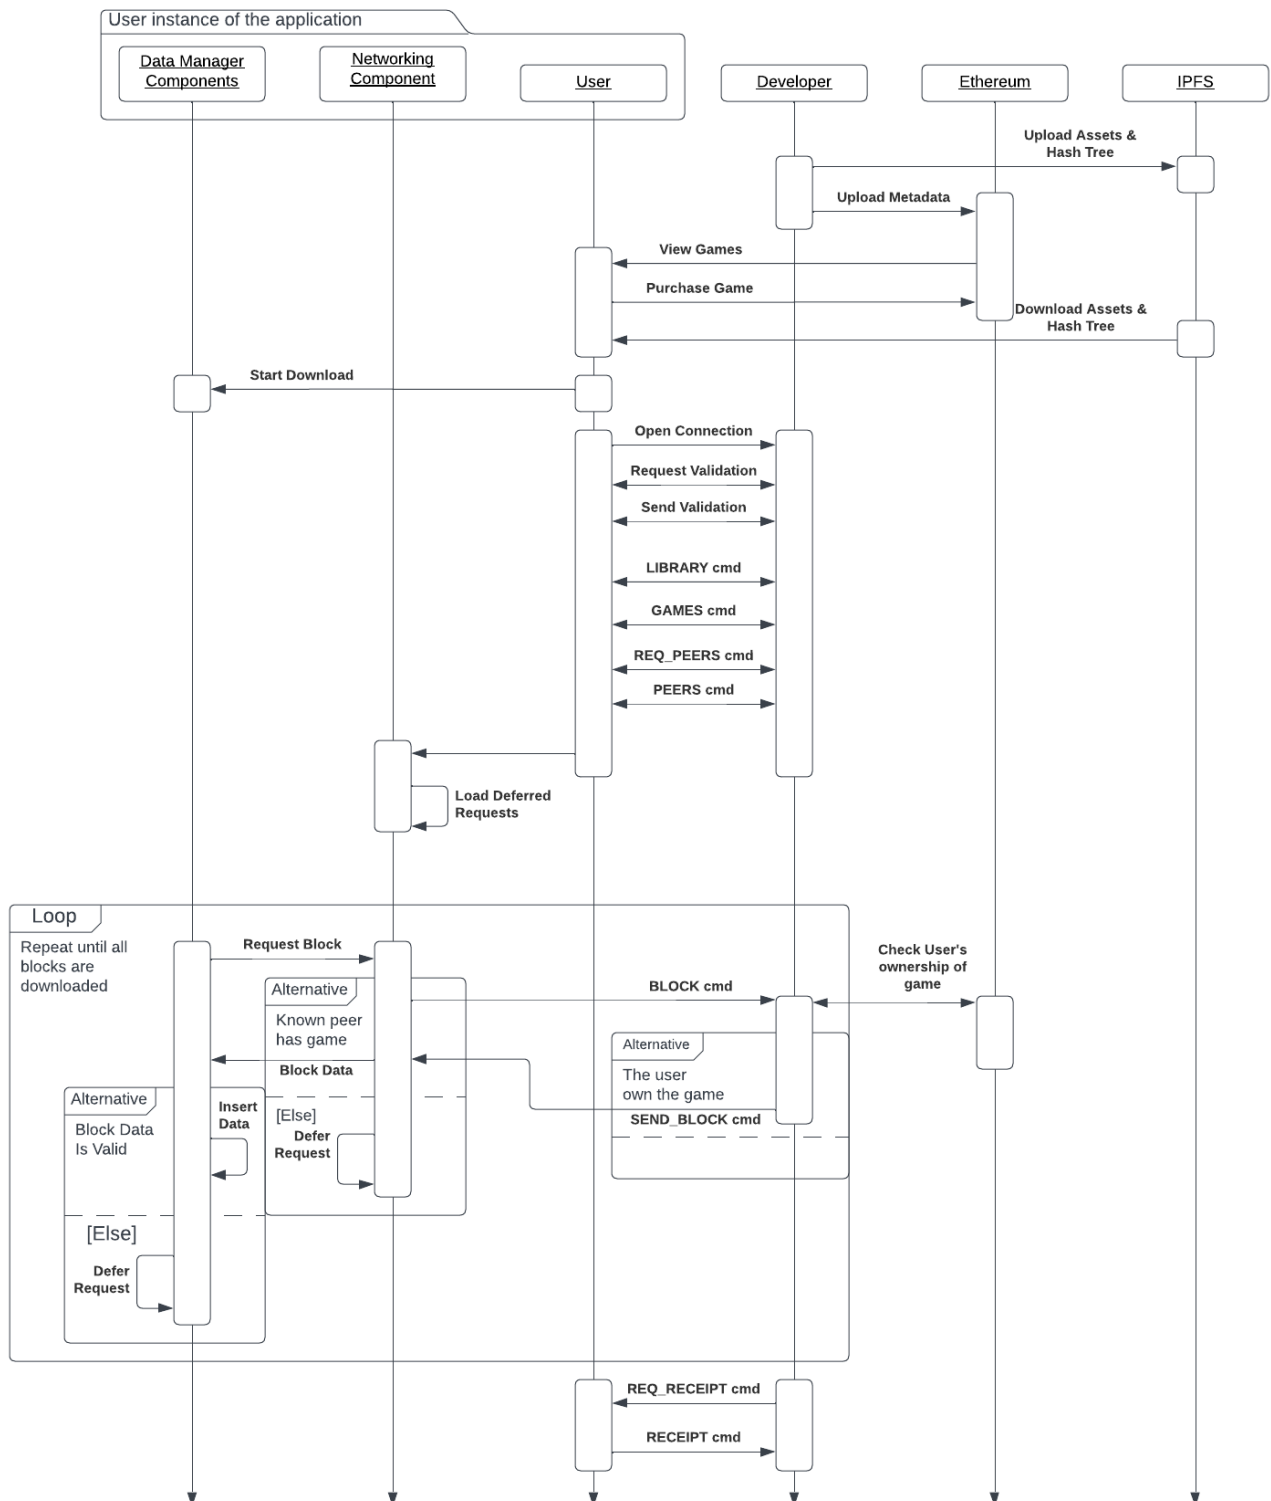 User instance of the application
Data Manager
Components
Networking
Component
User
Developer
Ethereum
IPFS
Upload Assets &
Hash Tree
Upload Metadata
View Games
Purchase Game
Download Assets &
Hash Tree
Start Download
Open Connection
Request Validation
Send Validation
LIBRARY cmd
GAMES cmd
REQ_PEERS cmd
PEERS cmd
Load Deferred
Requests
Loop
Repeat until all
blocks are
downloaded
Request Block
Check User's
ownership of
game
Alternative
Known peer
has game
BLOCK cmd
Alternative
The user
own the game
Block Data
SEND_BLOCK cmd
Alternative
Block Data
Is Valid
Insert
Data
[Else]
Defer
Request
[Else]
Defer
Request
REQ_RECEIPT cmd
RECEIPT cmd